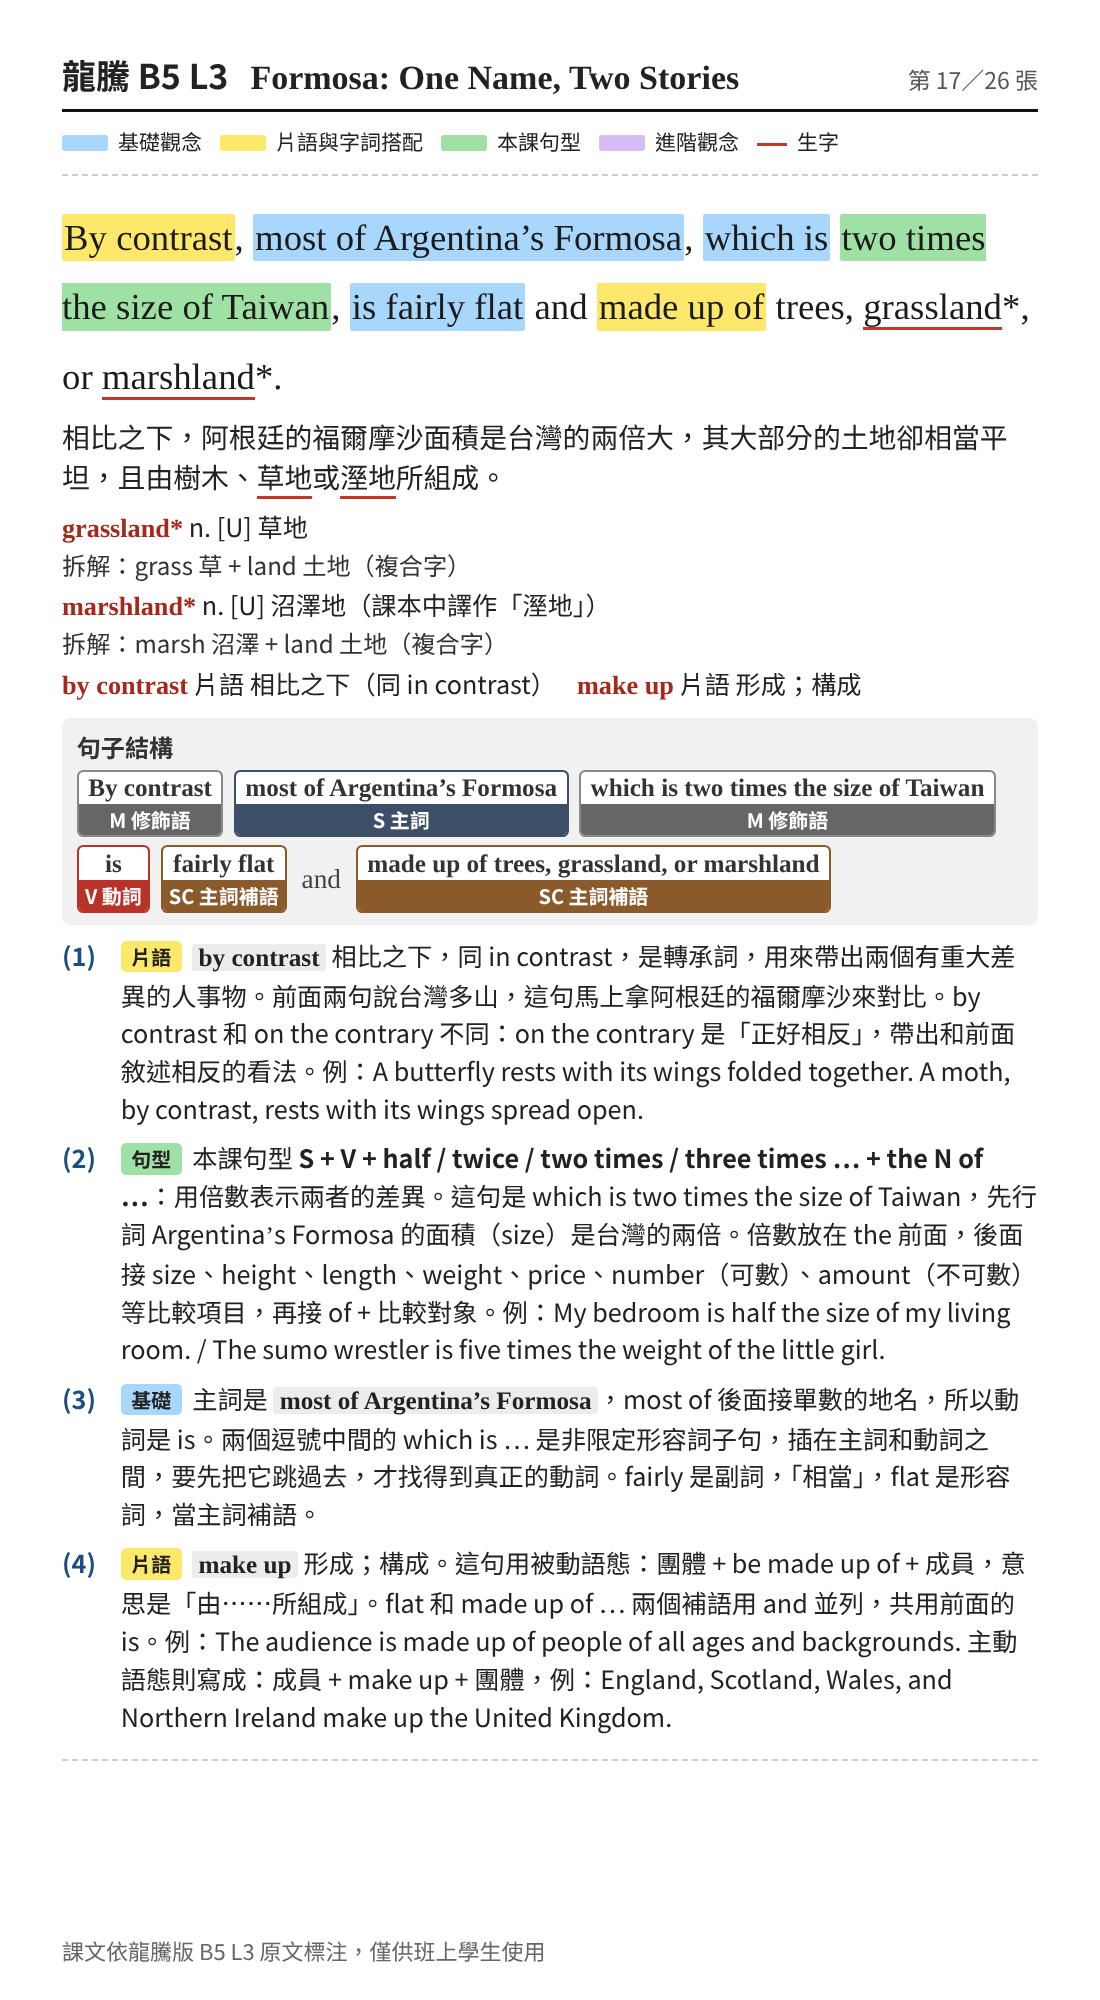 龍騰 B5 L3 Formosa: One Name, Two Stories 第 17／26 張
基礎觀念 片語與字詞搭配 本課句型 進階觀念 生字
By contrast, most of Argentina’s Formosa, which is two times
the size of Taiwan, is fairly flat and made up of trees, grassland*,
or marshland*.
相比之下，阿根廷的福爾摩沙面積是台灣的兩倍大，其大部分的土地卻相當平
坦，且由樹木、草地或溼地所組成。
grassland* n. [U] 草地
拆解：grass 草 + land 土地（複合字）
marshland* n. [U] 沼澤地（課本中譯作「溼地」）
拆解：marsh 沼澤 + land 土地（複合字）
by contrast 片語 相比之下（同 in contrast） make up 片語 形成；構成
句子結構
By contrast most of Argentina’s Formosa which is two times the size of Taiwan
M 修飾語 S 主詞 M 修飾語
is fairly flat and made up of trees, grassland, or marshland
V 動詞 SC 主詞補語 SC 主詞補語
(1) 片語 by contrast 相比之下，同 in contrast，是轉承詞，用來帶出兩個有重大差
異的人事物。前面兩句說台灣多山，這句馬上拿阿根廷的福爾摩沙來對比。by
contrast 和 on the contrary 不同：on the contrary 是「正好相反」，帶出和前面
敘述相反的看法。例：A butterfly rests with its wings folded together. A moth,
by contrast, rests with its wings spread open.
(2) 句型 本課句型 S + V + half / twice / two times / three times … + the N of
…：用倍數表示兩者的差異。這句是 which is two times the size of Taiwan，先行
詞 Argentina’s Formosa 的面積（size）是台灣的兩倍。倍數放在 the 前面，後面
接 size、height、length、weight、price、number（可數）、amount（不可數）
等比較項目，再接 of + 比較對象。例：My bedroom is half the size of my living
room. / The sumo wrestler is five times the weight of the little girl.
(3) 基礎 主詞是 most of Argentina’s Formosa，most of 後面接單數的地名，所以動
詞是 is。兩個逗號中間的 which is … 是非限定形容詞子句，插在主詞和動詞之
間，要先把它跳過去，才找得到真正的動詞。fairly 是副詞，「相當」，flat 是形容
詞，當主詞補語。
(4) 片語 make up 形成；構成。這句用被動語態：團體 + be made up of + 成員，意
思是「由……所組成」。flat 和 made up of … 兩個補語用 and 並列，共用前面的
is。例：The audience is made up of people of all ages and backgrounds. 主動
語態則寫成：成員 + make up + 團體，例：England, Scotland, Wales, and
Northern Ireland make up the United Kingdom.
課文依龍騰版 B5 L3 原文標注，僅供班上學生使用